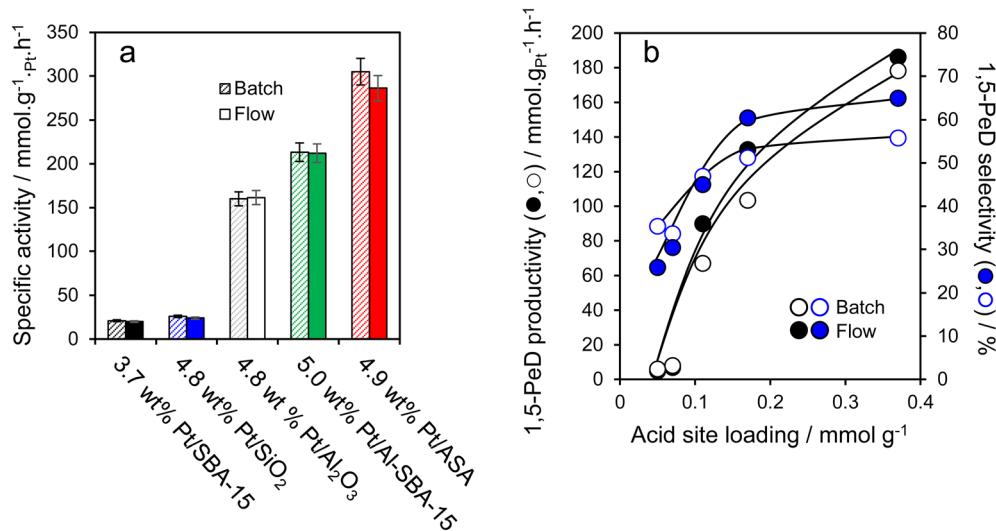 a
Specific activity / mmol.g⁻¹.ₚₜ.h⁻¹
350
300
250
200
150
100
50
0
Batch
Flow
3.7 wt% Pt/SBA-15
4.8 wt% Pt/SiO₂
4.8 wt % Pt/Al₂O₃
5.0 wt% Pt/Al-SBA-15
4.9 wt% Pt/ASA
b
1,5-PeD productivity (●,○) / mmol.gₚₜ⁻¹.h⁻¹
200
180
160
140
120
100
80
60
40
20
0
80
70
60
50
40
30
20
10
0
1,5-PeD selectivity (●,○) / %
Batch
Flow
0
0.1
0.2
0.3
0.4
Acid site loading / mmol g⁻¹